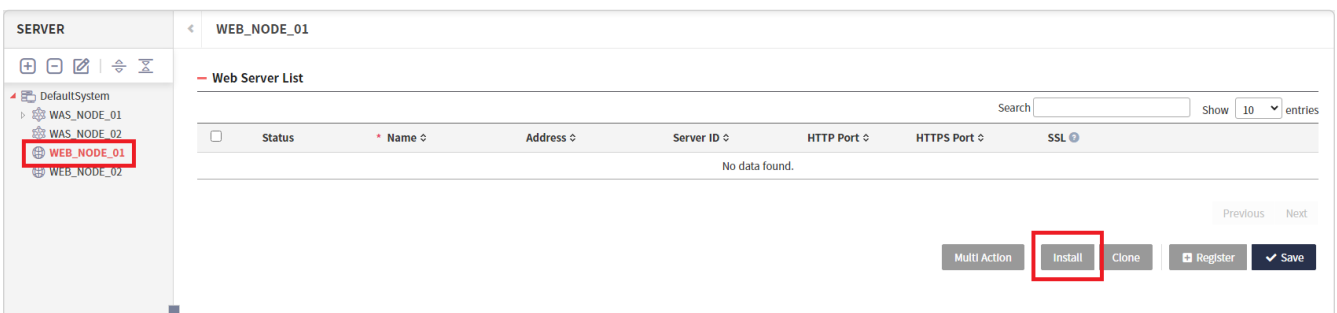 SERVER
WEB_NODE_01
DefaultSystem
WAS_NODE_01
WAS_NODE_02
WEB_NODE_01
WEB_NODE_02
Web Server List
Search Show 10 entries
Status * Name Address Server ID HTTP Port HTTPS Port SSL
No data found.
Previous Next
Multi Action Install Clone Register Save